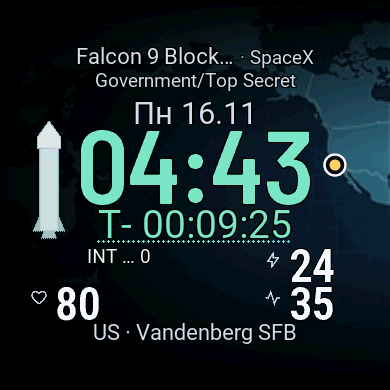 Falcon 9 Block... · SpaceX
Government/Top Secret
Пн 16.11
04:43
T- 00:09:25
INT ... 0
24
80
35
US · Vandenberg SFB